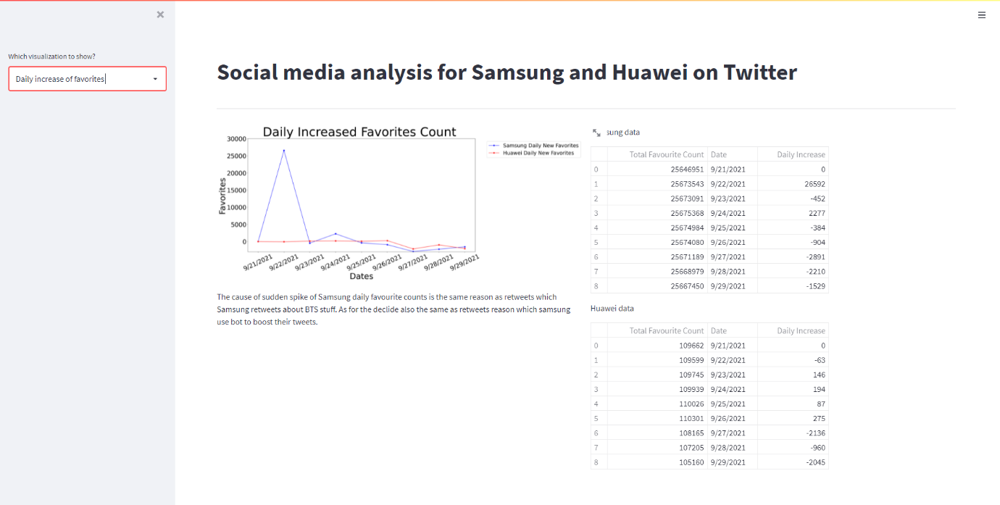 Which visualization to show?
Daily increase of favorites
Social media analysis for Samsung and Huawei on Twitter
Daily Increased Favorites Count
30000
25000
20000
15000
10000
5000
0
Favorites
9/21/2021
9/22/2021
9/23/2021
9/24/2021
9/25/2021
9/26/2021
9/27/2021
9/28/2021
9/29/2021
Dates
Samsung Daily New Favorites
Huawei Daily New Favorites
The cause of sudden spike of Samsung daily favourite counts is the same reason as retweets which
Samsung retweets about BTS stuff. As for the declide also the same as retweets reason which samsung
use bot to boost their tweets.
sung data
Total Favourite Count Date Daily Increase
0 25646951 9/21/2021 0
1 25673543 9/22/2021 26592
2 25673091 9/23/2021 -452
3 25675368 9/24/2021 2277
4 25674984 9/25/2021 -384
5 25674080 9/26/2021 -904
6 25671189 9/27/2021 -2891
7 25668979 9/28/2021 -2210
8 25667450 9/29/2021 -1529
Huawei data
Total Favourite Count Date Daily Increase
0 109662 9/21/2021 0
1 109599 9/22/2021 -63
2 109745 9/23/2021 146
3 109939 9/24/2021 194
4 110026 9/25/2021 87
5 110301 9/26/2021 275
6 108165 9/27/2021 -2136
7 107205 9/28/2021 -960
8 105160 9/29/2021 -2045